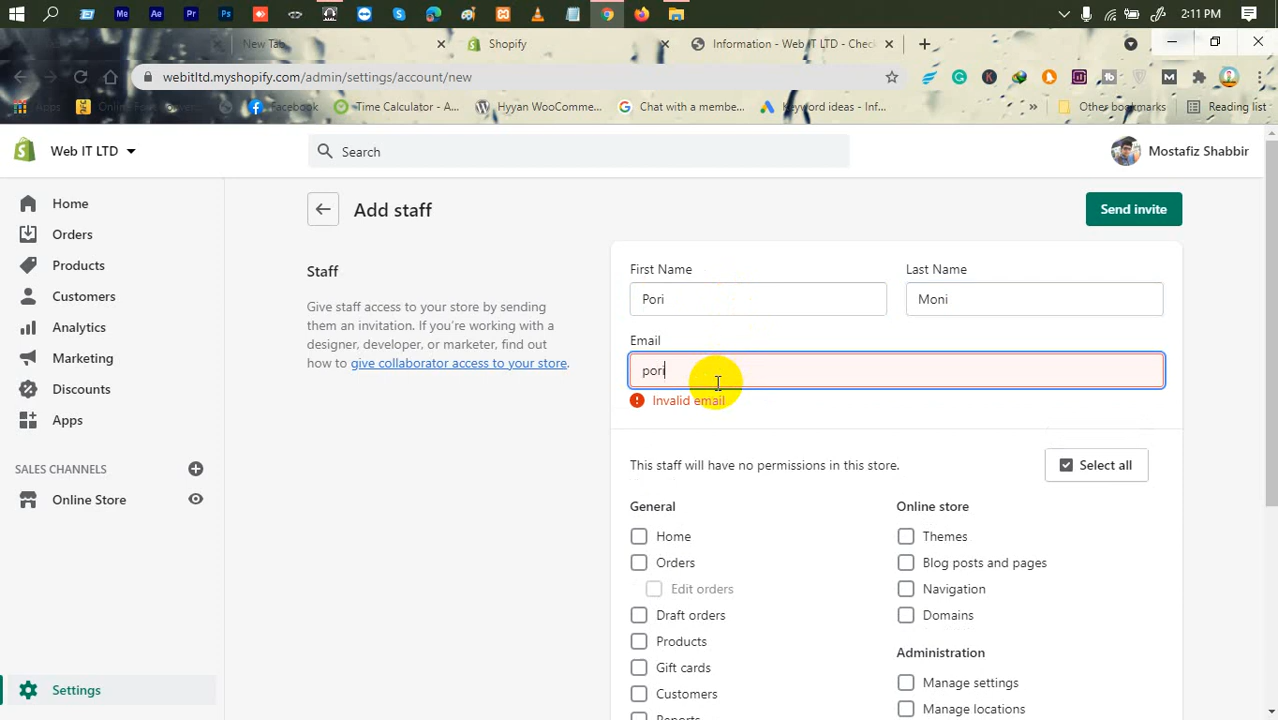 2:11 PM
New Tab
Shopify
Information - Web IT LTD - Chec
webitltd.myshopify.com/admin/settings/account/new
Apps
Facebook
Time Calculator - A...
Hyyan WooComme...
Chat with a membe...
Keyword ideas - Inf...
Other bookmarks
Reading list
Web IT LTD
Search
Mostafiz Shabbir
Home
Orders
Products
Customers
Analytics
Marketing
Discounts
Apps
SALES CHANNELS
Online Store
Settings
Add staff
Send invite
Staff
Give staff access to your store by sending
them an invitation. If you're working with a
designer, developer, or marketer, find out
how to give collaborator access to your store.
First Name
Last Name
Pori
Moni
Email
pori
Invalid email
This staff will have no permissions in this store.
Select all
General
Home
Orders
Edit orders
Draft orders
Products
Gift cards
Customers
Reports
Online store
Themes
Blog posts and pages
Navigation
Domains
Administration
Manage settings
Manage locations